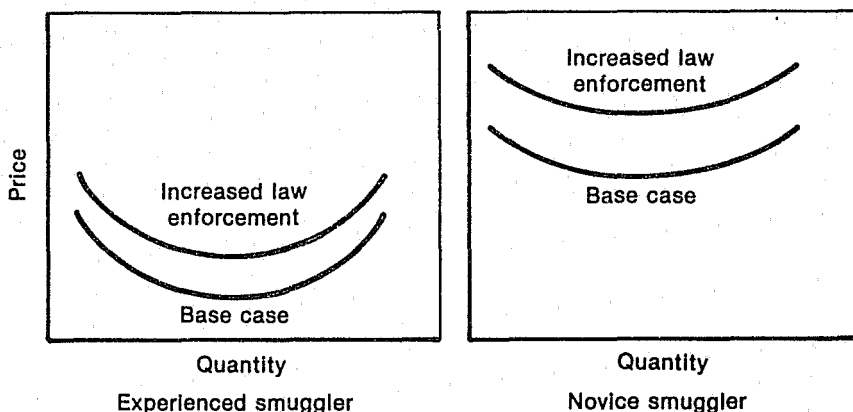 Price
Increased law
enforcement
Base case
Quantity
Experienced smuggler
Increased law
enforcement
Base case
Quantity
Novice smuggler